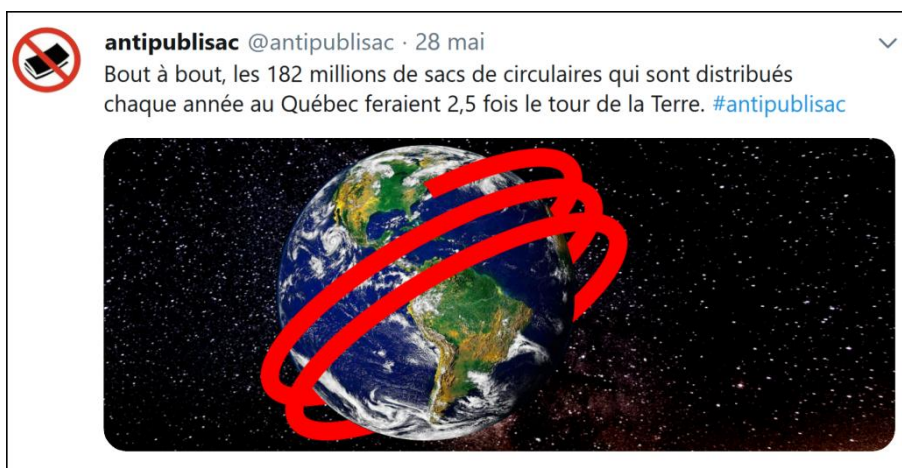 antipublisac @antipublisac · 28 mai
Bout à bout, les 182 millions de sacs de circulaires qui sont distribués
chaque année au Québec feraient 2,5 fois le tour de la Terre. #antipublisac